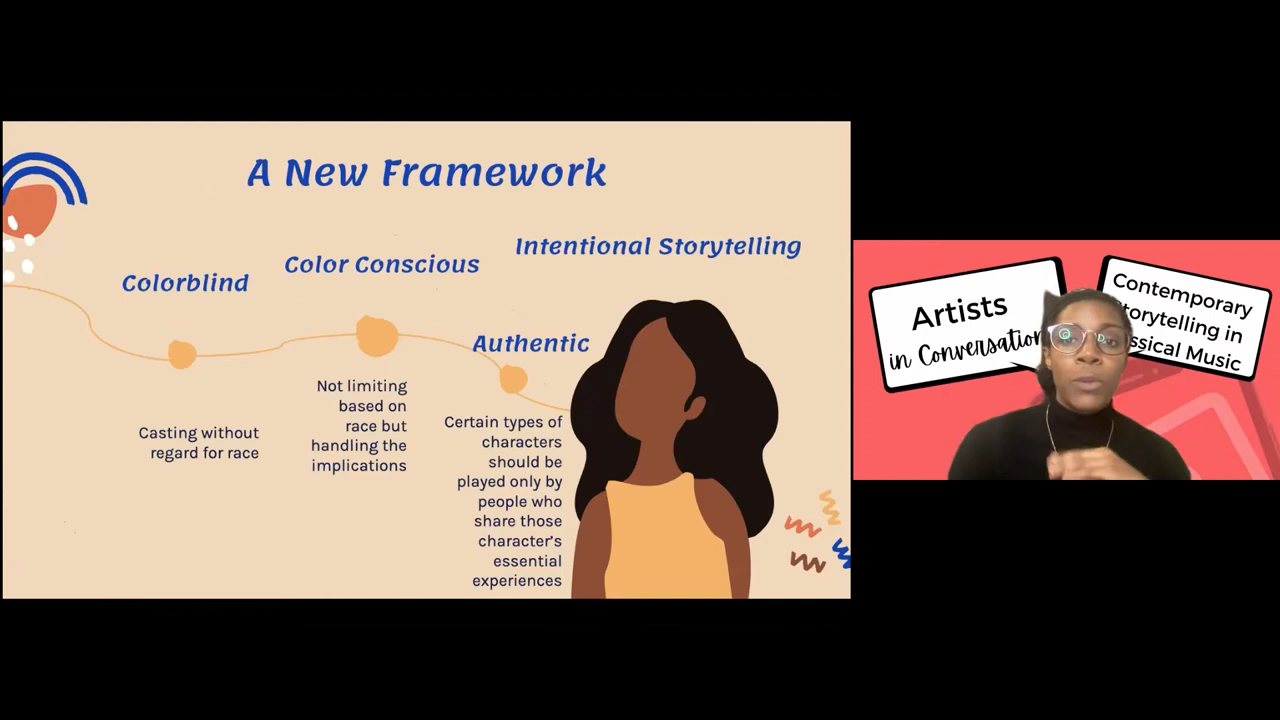 A New Framework
Colorblind
Color Conscious
Intentional Storytelling
Authentic
Casting without
regard for race
Not limiting
based on
race but
handling the
implications
Certain types of
characters
should be
played only by
people who
share those
character's
essential
experiences
Artists
in Conversation
Contemporary
torytelling in
ssical Music